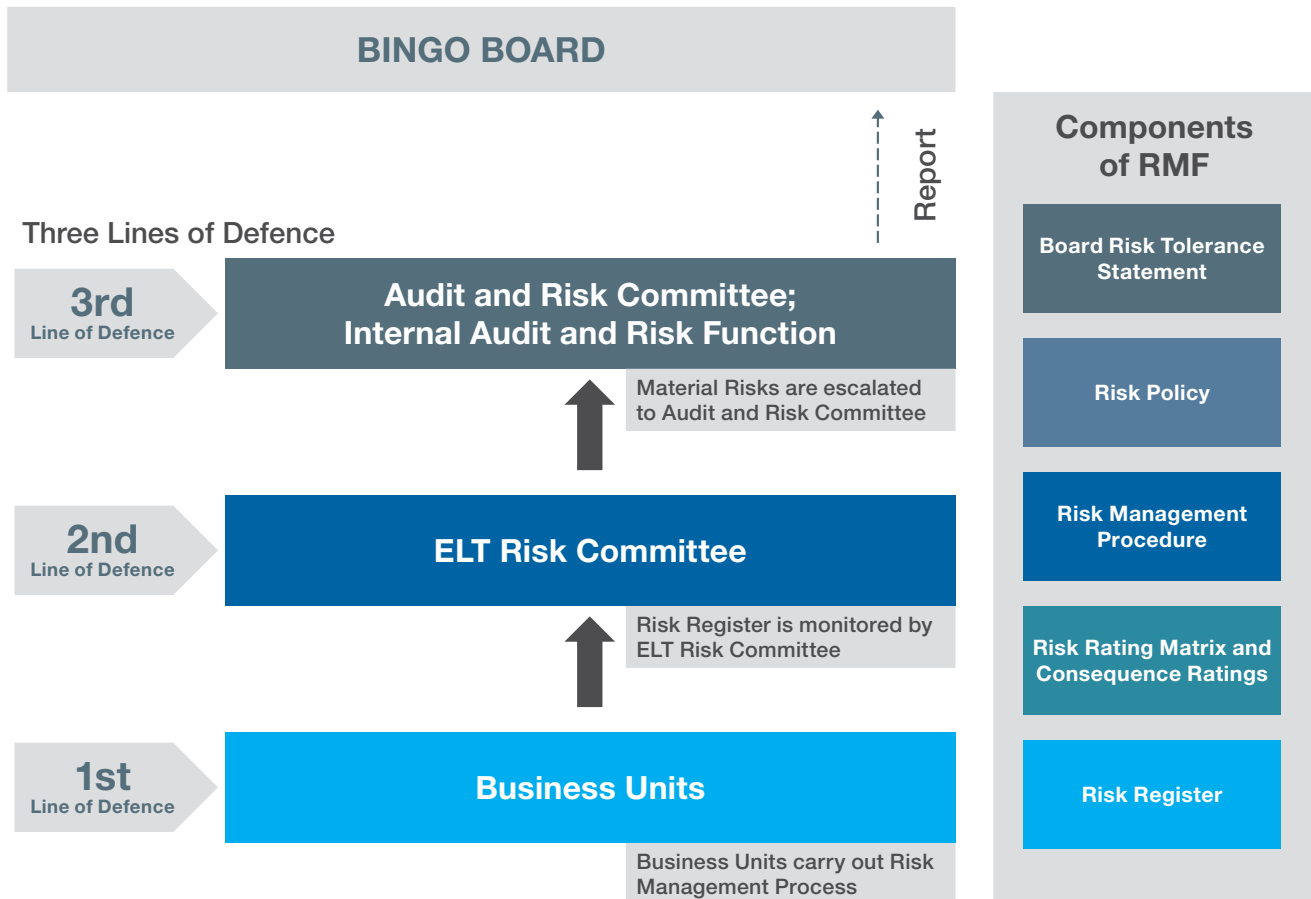 BINGO BOARD
Report
Three Lines of Defence
3rd
Line of Defence
Audit and Risk Committee;
Internal Audit and Risk Function
Material Risks are escalated
to Audit and Risk Committee
2nd
Line of Defence
ELT Risk Committee
Risk Register is monitored by
ELT Risk Committee
1st
Line of Defence
Business Units
Business Units carry out Risk
Management Process
Components
of RMF
Board Risk Tolerance
Statement
Risk Policy
Risk Management
Procedure
Risk Rating Matrix and
Consequence Ratings
Risk Register